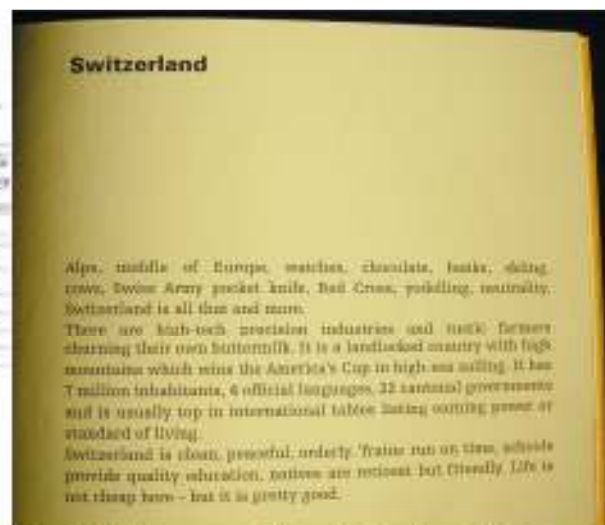 Switzerland
Alps, middle of Europe, watches, chocolate, banks, skiing,
cows, Swiss Army pocket knife, Red Cross, yodelling, neutrality,
Switzerland is all that and more.
There are high-tech precision industries and rustic farmers
churning their own buttermilk. It is a landlocked country with high
mountains which wins the America's Cup in high sea sailing. It has
7 million inhabitants, 4 official languages, cantonal governments
and is usually top in international tables listing earning power or
standard of living.
Switzerland is clean, peaceful, orderly. Trains run on time, schools
provide quality education, natives are reticent but friendly. Life is
not cheap here – but it is pretty good.